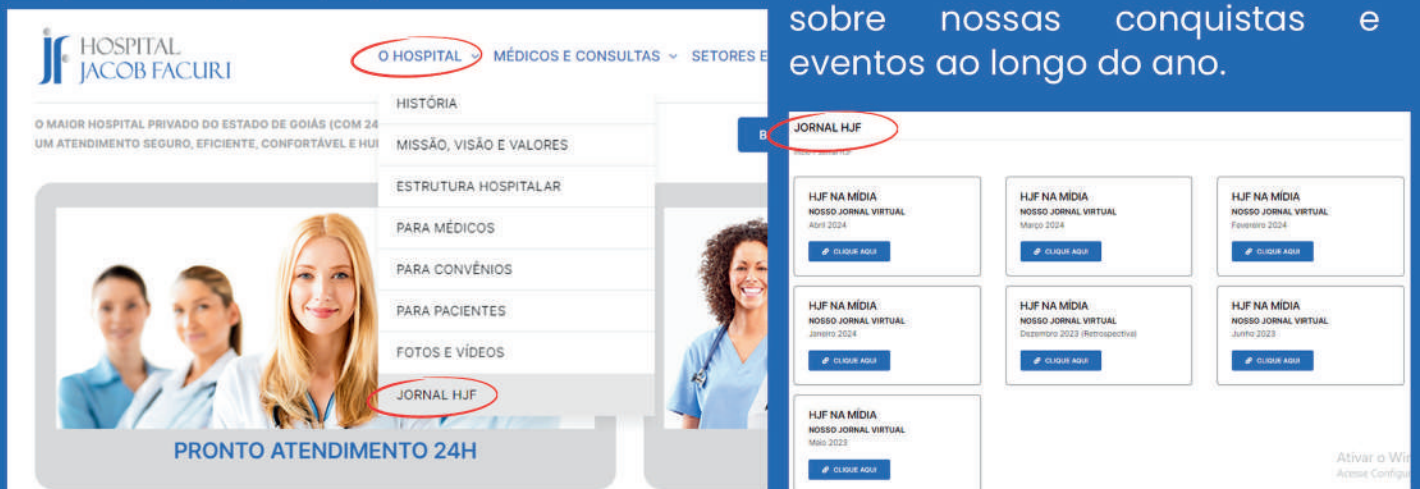 HOSPITAL
JACOB FACURI
O HOSPITAL
MÉDICOS E CONSULTAS
SETORES E
O MAIOR HOSPITAL PRIVADO DO ESTADO DE GOIÁS (COM 24
UM ATENDIMENTO SEGURO, EFICIENTE, CONFORTÁVEL E HU
HISTÓRIA
MISSÃO, VISÃO E VALORES
ESTRUTURA HOSPITALAR
PARA MÉDICOS
PARA CONVÊNIOS
PARA PACIENTES
FOTOS E VÍDEOS
JORNAL HJF
PRONTO ATENDIMENTO 24H
sobre nossas conquistas e
eventos ao longo do ano.
JORNAL HJF
HJF NA MÍDIA
NOSSO JORNAL VIRTUAL
Abril 2024
CLIQUE AQUI
HJF NA MÍDIA
NOSSO JORNAL VIRTUAL
Março 2024
CLIQUE AQUI
HJF NA MÍDIA
NOSSO JORNAL VIRTUAL
Fevereiro 2024
CLIQUE AQUI
HJF NA MÍDIA
NOSSO JORNAL VIRTUAL
Janeiro 2024
CLIQUE AQUI
HJF NA MÍDIA
NOSSO JORNAL VIRTUAL
Dezembro 2023 (Retrospectiva)
CLIQUE AQUI
HJF NA MÍDIA
NOSSO JORNAL VIRTUAL
Junho 2023
CLIQUE AQUI
HJF NA MÍDIA
NOSSO JORNAL VIRTUAL
Maio 2023
CLIQUE AQUI
Ativar o Wi
Acesse Configu